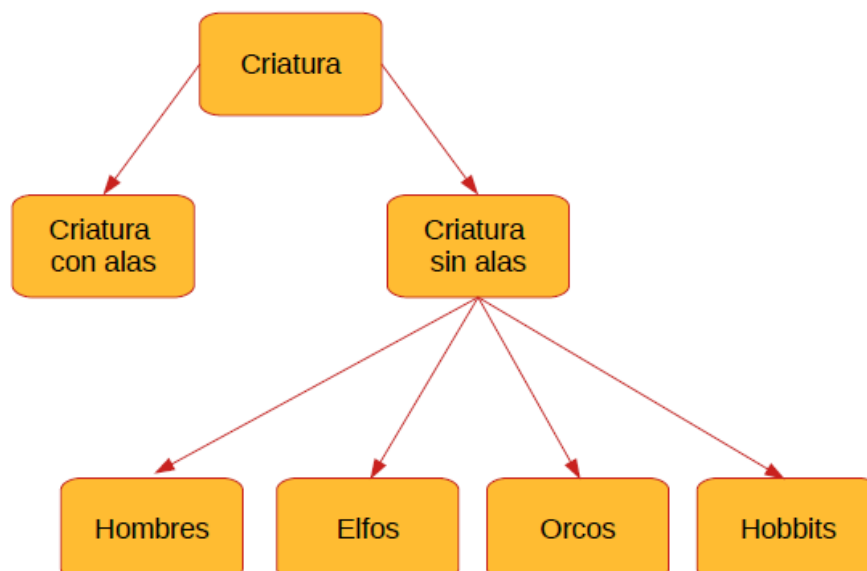 Criatura
Criatura
con alas
Criatura
sin alas
Hombres
Elfos
Orcos
Hobbits